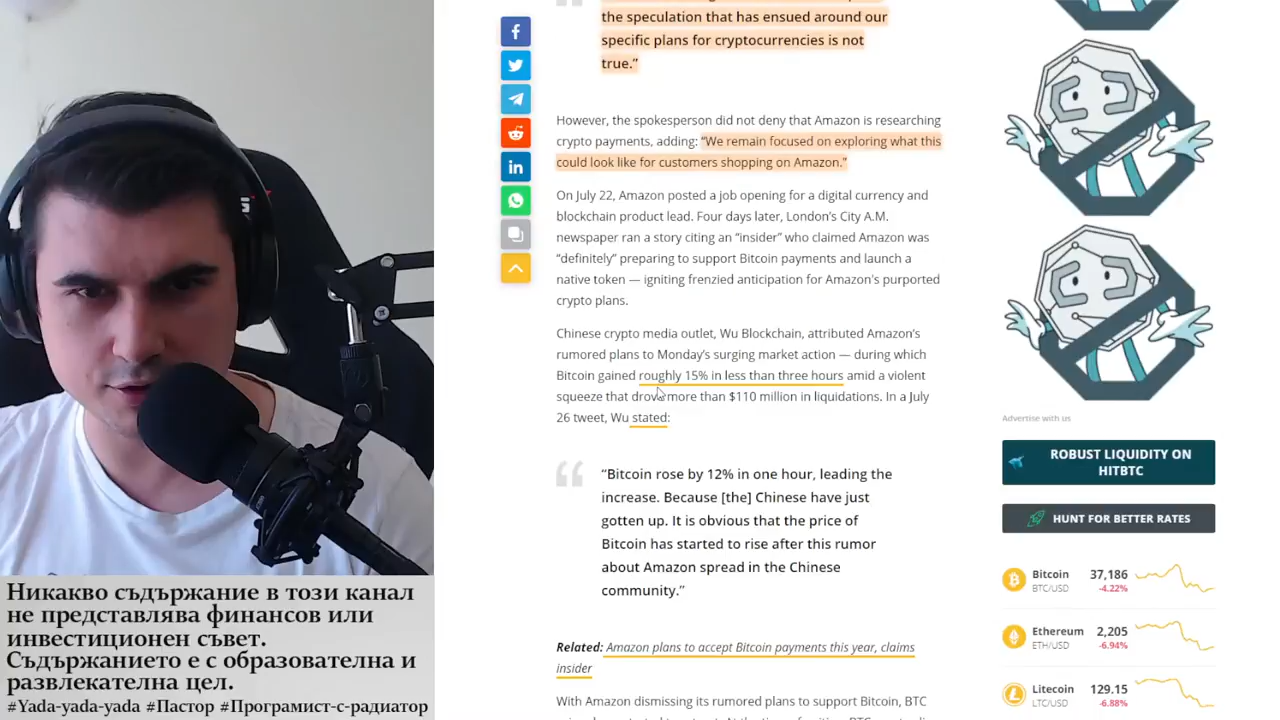 the speculation that has ensued around our
specific plans for cryptocurrencies is not
true.”
However, the spokesperson did not deny that Amazon is researching
crypto payments, adding: “We remain focused on exploring what this
could look like for customers shopping on Amazon.”
On July 22, Amazon posted a job opening for a digital currency and
blockchain product lead. Four days later, London’s City A.M.
newspaper ran a story citing an “insider” who claimed Amazon was
“definitely” preparing to support Bitcoin payments and launch a
native token — igniting frenzied anticipation for Amazon’s purported
crypto plans.
Chinese crypto media outlet, Wu Blockchain, attributed Amazon’s
rumored plans to Monday’s surging market action — during which
Bitcoin gained roughly 15% in less than three hours amid a violent
squeeze that drove more than $110 million in liquidations. In a July
26 tweet, Wu stated:
“Bitcoin rose by 12% in one hour, leading the
increase. Because [the] Chinese have just
gotten up. It is obvious that the price of
Bitcoin has started to rise after this rumor
about Amazon spread in the Chinese
community.”
Related: Amazon plans to accept Bitcoin payments this year, claims
insider
With Amazon dismissing its rumored plans to support Bitcoin, BTC
Advertise with us
ROBUST LIQUIDITY ON
HITBTC
HUNT FOR BETTER RATES
Bitcoin 37,186
BTC/USD -4.22%
Ethereum 2,205
ETH/USD -6.94%
Litecoin 129.15
LTC/USD -6.88%
Никакво съдържание в този канал
не представлява финансов или
инвестиционен съвет.
Съдържанието е с образователна и
развлекателна цел.
#Yada-yada-yada #Пастор #Програмист-с-радиатор